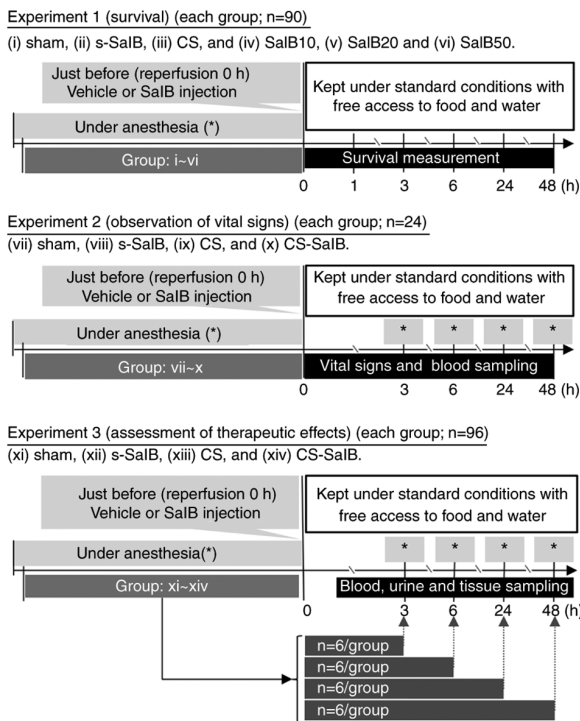 Experiment 1 (survival) (each group; n=90)
(i) sham, (ii) s-SalB, (iii) CS, and (iv) SalB10, (v) SalB20 and (vi) SalB50.
Just before (reperfusion 0 h)
Vehicle or SalB injection
Kept under standard conditions with
free access to food and water
Under anesthesia (*)
Group: i~vi
Survival measurement
0 1 3 6 24 48 (h)
Experiment 2 (observation of vital signs) (each group; n=24)
(vii) sham, (viii) s-SalB, (ix) CS, and (x) CS-SalB.
Just before (reperfusion 0 h)
Vehicle or SalB injection
Kept under standard conditions with
free access to food and water
Under anesthesia (*)
* * * *
Group: vii~x
Vital signs and blood sampling
0 3 6 24 48 (h)
Experiment 3 (assessment of therapeutic effects) (each group; n=96)
(xi) sham, (xii) s-SalB, (xiii) CS, and (xiv) CS-SalB.
Just before (reperfusion 0 h)
Vehicle or SalB injection
Kept under standard conditions with
free access to food and water
Under anesthesia(*)
* * * *
Group: xi~xiv
Blood, urine and tissue sampling
0 3 6 24 48 (h)
n=6/group
n=6/group
n=6/group
n=6/group